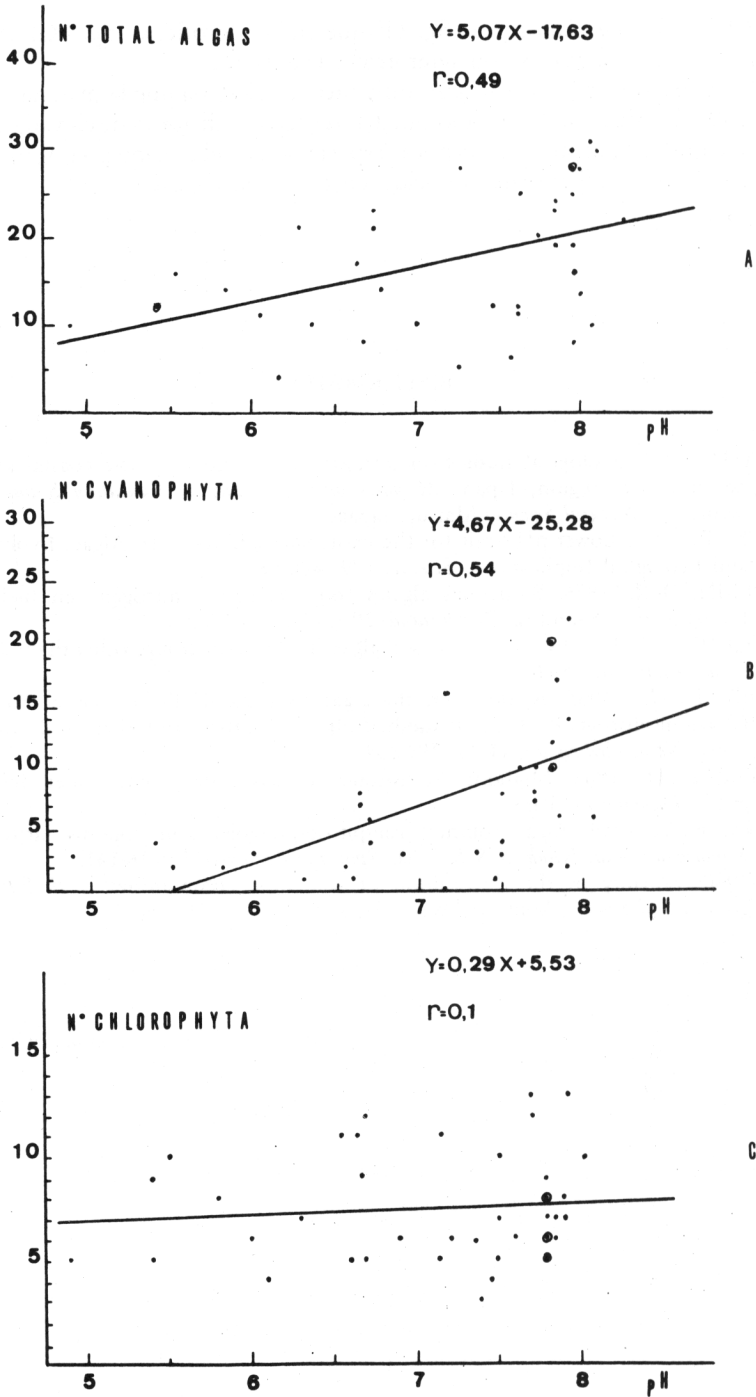 N° TOTAL ALGAS
Y=5,07X-17,63
r=0,49
40
30
20
10
5 6 7 8 pH
A
N° CYANOPHYTA
Y=4,67X-25,28
r=0,54
30
25
20
15
10
5
5 6 7 8 pH
B
Y=0,29X+5,53
N° CHLOROPHYTA
r=0,1
15
10
5
5 6 7 8 pH
C